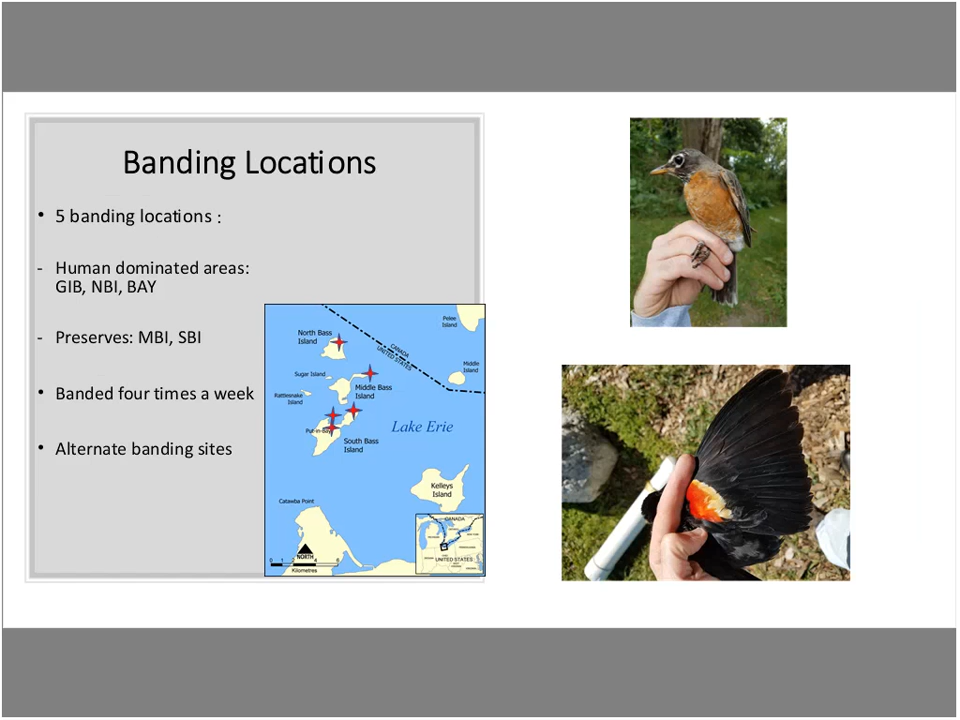 Banding Locations
• 5 banding locations :
- Human dominated areas:
GIB, NBI, BAY
- Preserves: MBI, SBI
• Banded four times a week
• Alternate banding sites
Pelee
Island
North Bass
Island
CANADA
UNITED STATES
Sugar Island
Middle
Island
Rattlesnake
Island
Middle Bass
Island
Put-in-Bay
Lake Erie
South Bass
Island
Kelleys
Island
Catawba Point
NORTH
Kilometres
CANADA
UNITED STATES